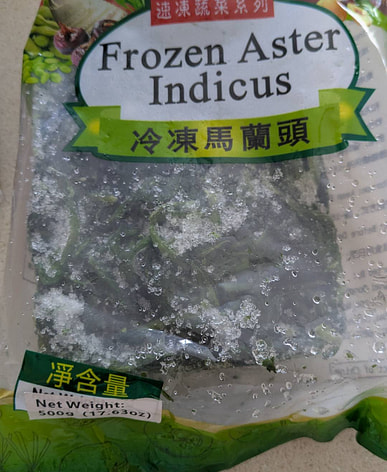 速凍蔬菜系列
Frozen Aster
Indicus
冷凍馬蘭頭
淨含量
Net Weight:
500g (17.63oz)